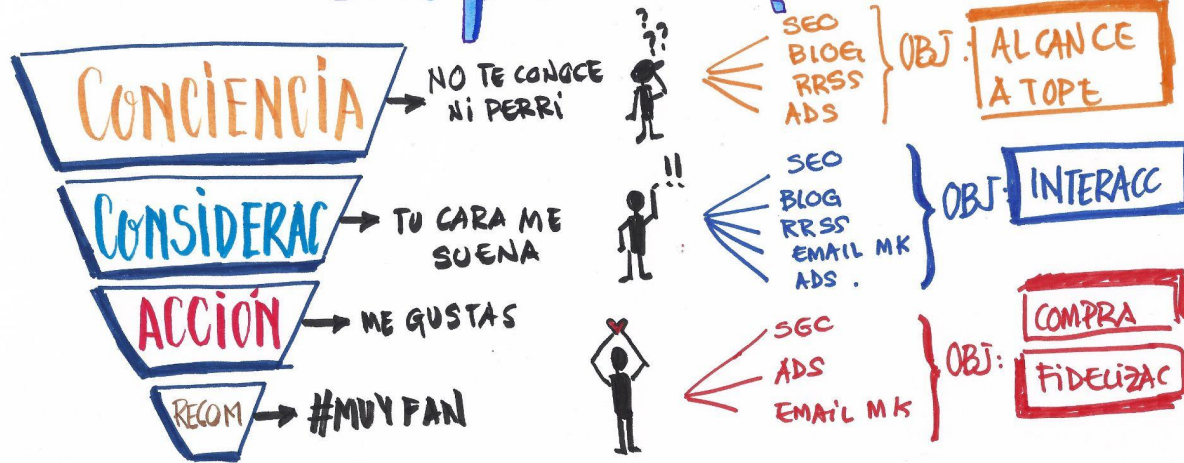 CONCIENCIA
NO TE CONOCE
NI PERRI
???
SEO
BLOG
RRSS
ADS
OBJ:
ALCANCE
A TOPE
CONSIDERAC
TU CARA ME
SUENA
!!
SEO
BLOG
RRSS
EMAIL MK
ADS.
OBJ:
INTERACC
ACCIÓN
ME GUSTAS
ADS
EMAIL MK
OBJ:
COMPRA
FIDELIZAC
RECOM
#MUY FAN